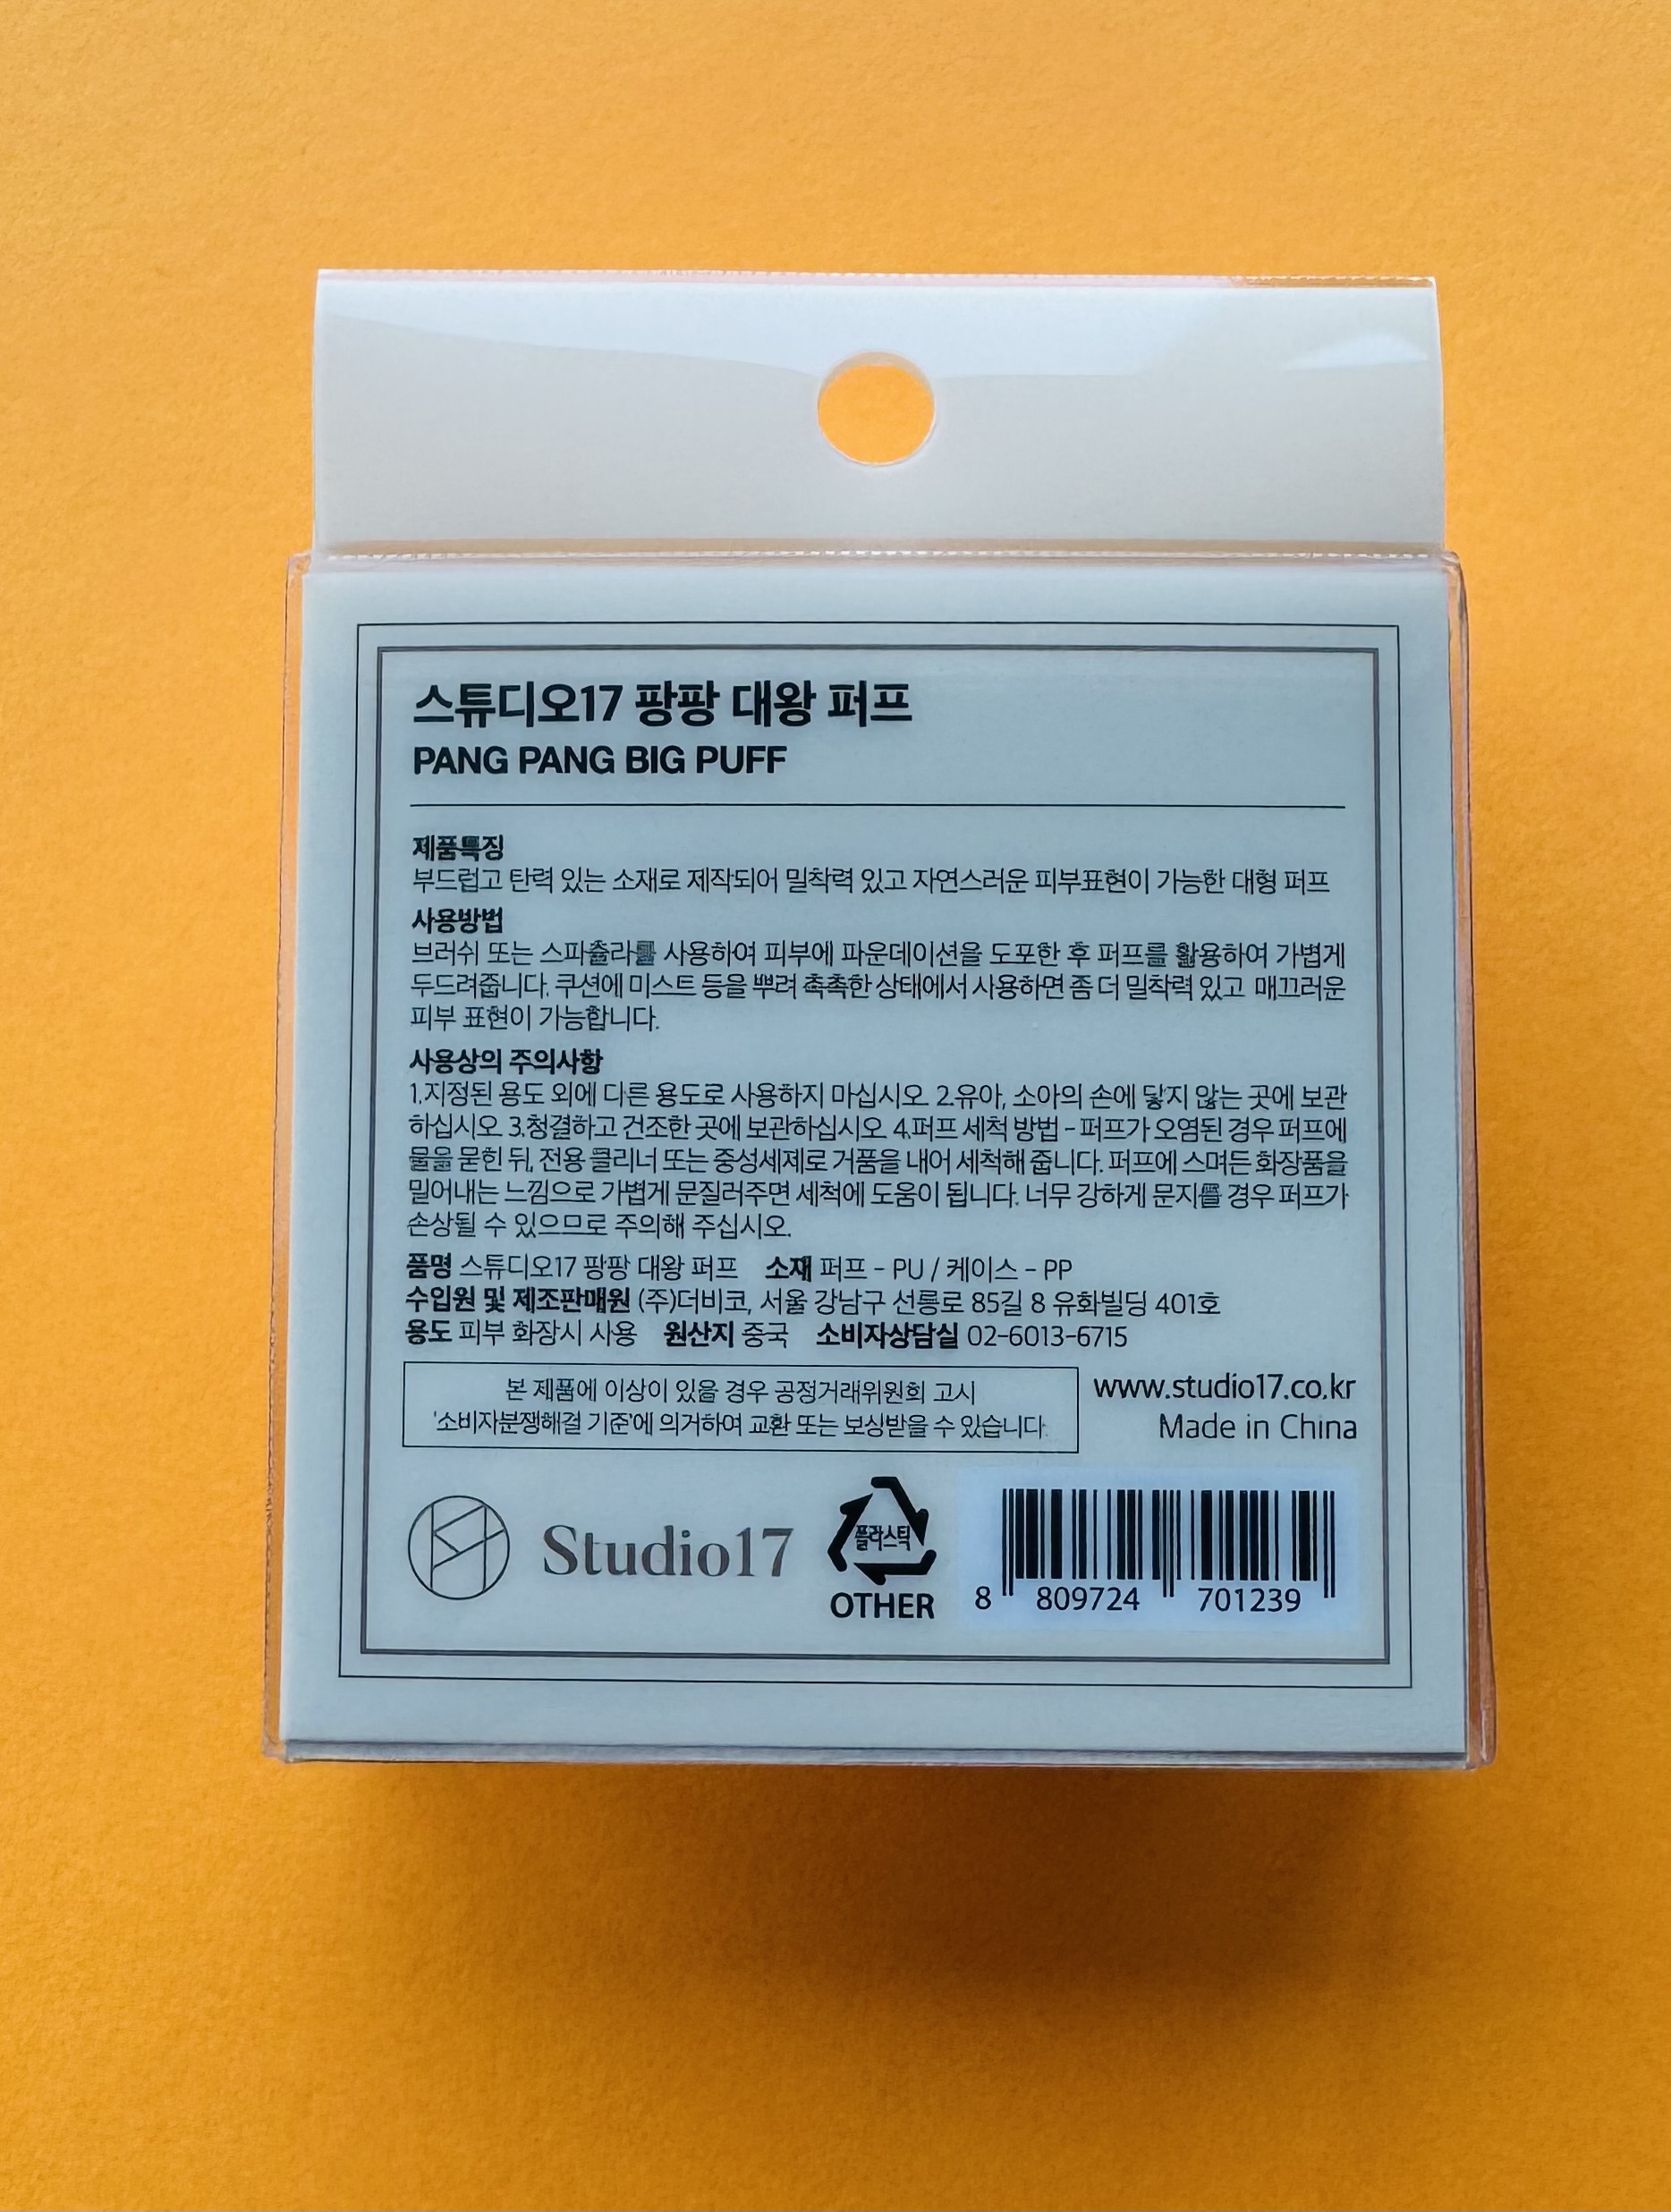 스튜디오17 팡팡 대왕 퍼프
PANG PANG BIG PUFF
제품특징
부드럽고 탄력 있는 소재로 제작되어 밀착력 있고 자연스러운 피부표현이 가능한 대형 퍼프
사용방법
브러쉬 또는 스파츌라를 사용하여 피부에 파운데이션을 도포한 후 퍼프를 활용하여 가볍게
두드려줍니다. 쿠션에 미스트 등을 뿌려 촉촉한 상태에서 사용하면 좀 더 밀착력 있고 매끄러운
피부 표현이 가능합니다.
사용상의 주의사항
1.지정된 용도 외에 다른 용도로 사용하지 마십시오 2.유아, 소아의 손에 닿지 않는 곳에 보관
하십시오 3.청결하고 건조한 곳에 보관하십시오 4.퍼프 세척 방법 - 퍼프가 오염된 경우 퍼프에
물을 묻힌 뒤, 전용 클리너 또는 중성세제로 거품을 내어 세척해 줍니다. 퍼프에 스며든 화장품을
밀어내는 느낌으로 가볍게 문질러주면 세척에 도움이 됩니다. 너무 강하게 문지를 경우 퍼프가
손상될 수 있으므로 주의해 주십시오.
품명 스튜디오17 팡팡 대왕 퍼프 소재 퍼프 - PU / 케이스 - PP
수입원 및 제조판매원 (주)더비코, 서울 강남구 선릉로 85길 8 유화빌딩 401호
용도 피부 화장시 사용 원산지 중국 소비자상담실 02-6013-6715
본 제품에 이상이 있을 경우 공정거래위원회 고시
'소비자분쟁해결 기준'에 의거하여 교환 또는 보상받을 수 있습니다.
www.studio17.co.kr
Made in China
Studio17
플라스틱
OTHER
8 809724 701239